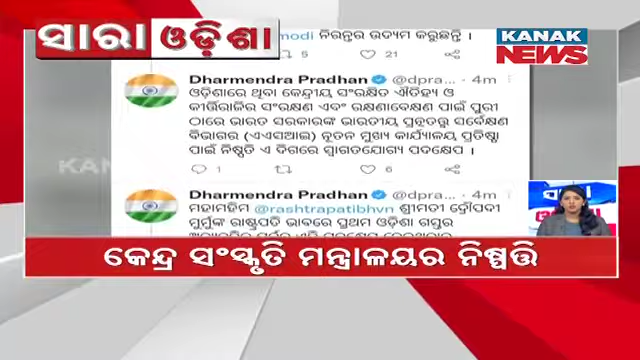 ସାରା ଓଡ଼ିଶା
KANAK NEWS
modi ନିରନ୍ତର ଉଦ୍ୟମ କରୁଛନ୍ତି ।
5 21
Dharmendra Pradhan @dpra... · 4m
ଓଡ଼ିଶାରେ ଥିବା କେନ୍ଦ୍ରୀୟ ସଂରକ୍ଷିତ ଐତିହ୍ୟ ଓ
କୀର୍ତ୍ତିରାଜିର ସଂରକ୍ଷଣ ଏବଂ ରକ୍ଷଣାବେକ୍ଷଣ ପାଇଁ ପୁରୀ
ଠାରେ ଭାରତ ସରକାରଙ୍କ ଭାରତୀୟ ପ୍ରତ୍ନତତ୍ତ୍ୱ ସର୍ବେକ୍ଷଣ
ବିଭାଗର (ଏଏସଆଇ) ନୂତନ ମୁଖ୍ୟ କାର୍ଯ୍ୟାଳୟ ପ୍ରତିଷ୍ଠା
ପାଇଁ ନିଷ୍ପତି ଏ ଦିଗରେ ସ୍ୱାଗତଯୋଗ୍ୟ ପଦକ୍ଷେପ ।
1 6
Dharmendra Pradhan @dpra... · 4m
ମହାମହିମ @rashtrapatibhvn ଶ୍ରୀମତୀ ଦ୍ରୌପଦୀ
ମୁର୍ମୁଙ୍କ ରାଷ୍ଟ୍ରପତି ଭାବରେ ପ୍ରଥମ ଓଡ଼ିଶା ଗସ୍ତର
KANAK
ସାରା
କେନ୍ଦ୍ର ସଂସ୍କୃତି ମନ୍ତ୍ରାଳୟର ନିଷ୍ପତ୍ତି